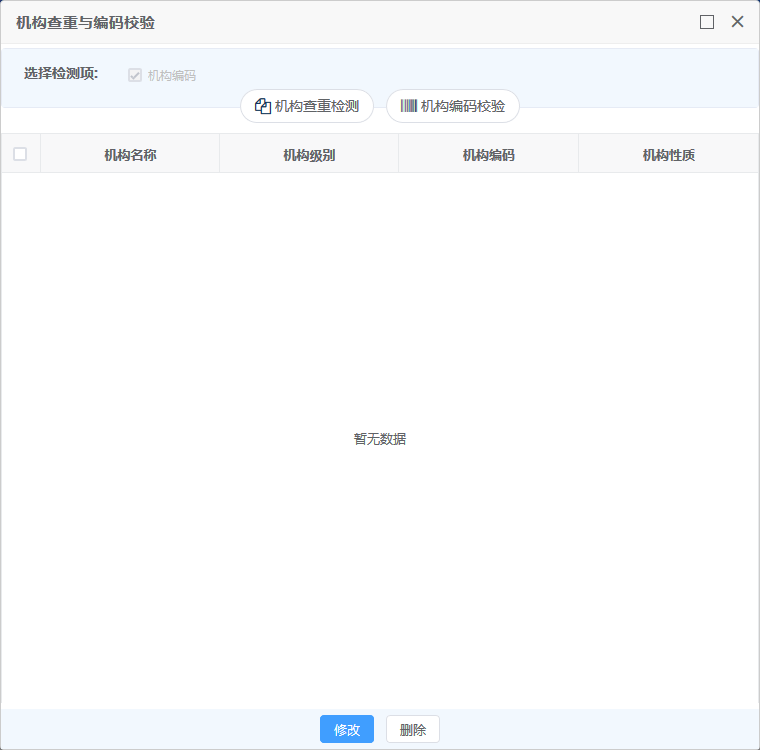 机构查重与编码校验
选择检测项: 机构编码
机构查重检测 机构编码校验
机构名称 机构级别 机构编码 机构性质
暂无数据
修改 删除